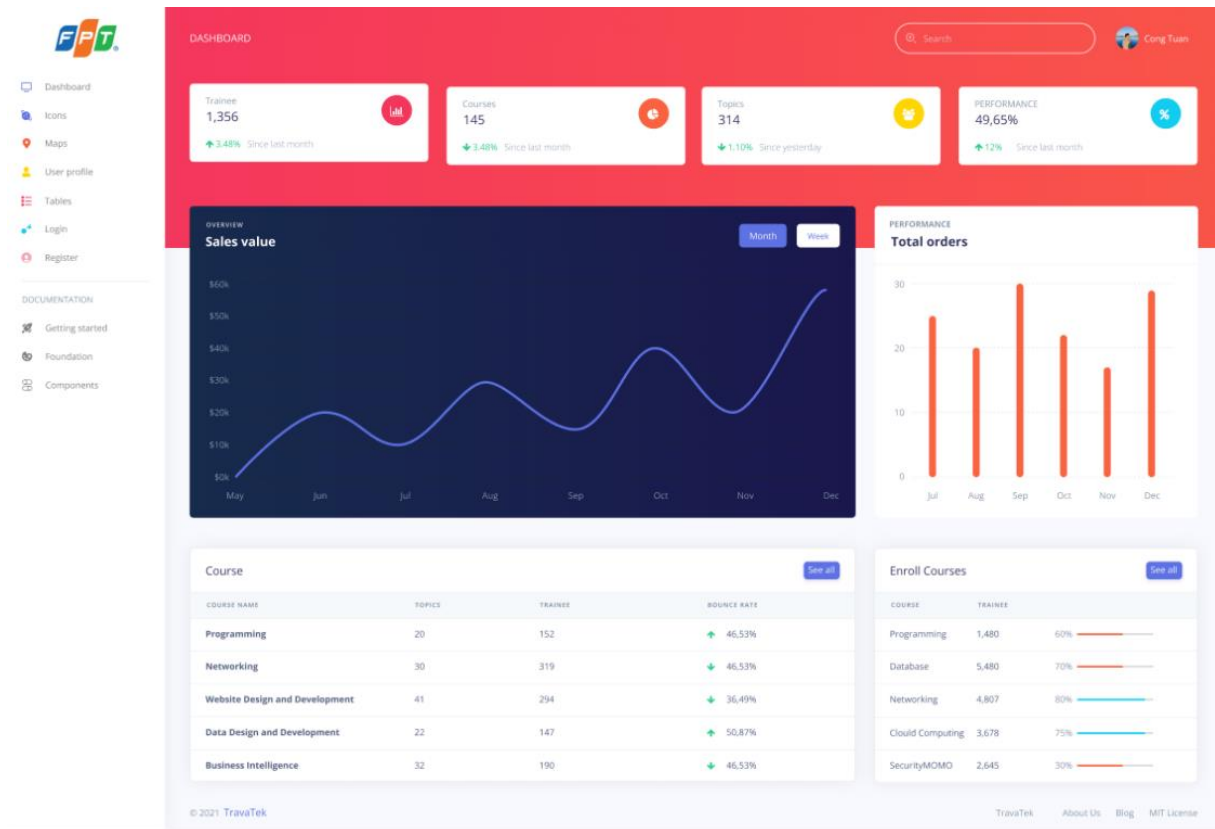 FPT
Dashboard
Icons
Maps
User profile
Tables
Login
Register
DOCUMENTATION
Getting started
Foundation
Components
DASHBOARD
Search
Cong Tuan
Trainee
1,356
3.48% Since last month
Courses
145
3.48% Since last month
Topics
314
1.10% Since yesterday
PERFORMANCE
49,65%
12% Since last month
OVERVIEW
Sales value
Month Week
$60k
$50k
$40k
$30k
$20k
$10k
$0k
May Jun Jul Aug Sep Oct Nov Dec
PERFORMANCE
Total orders
30
20
10
0
Jul Aug Sep Oct Nov Dec
Course See all
COURSE NAME TOPICS TRAINEE BOUNCE RATE
Programming 20 152 46,53%
Networking 30 319 46,53%
Website Design and Development 41 294 36,49%
Data Design and Development 22 147 50,87%
Business Intelligence 32 190 46,53%
Enroll Courses See all
COURSE TRAINEE
Programming 1,480 60%
Database 5,480 70%
Networking 4,807 80%
Clould Computing 3,678 75%
SecurityMOMO 2,645 30%
© 2021 TravaTek
TravaTek About Us Blog MIT License